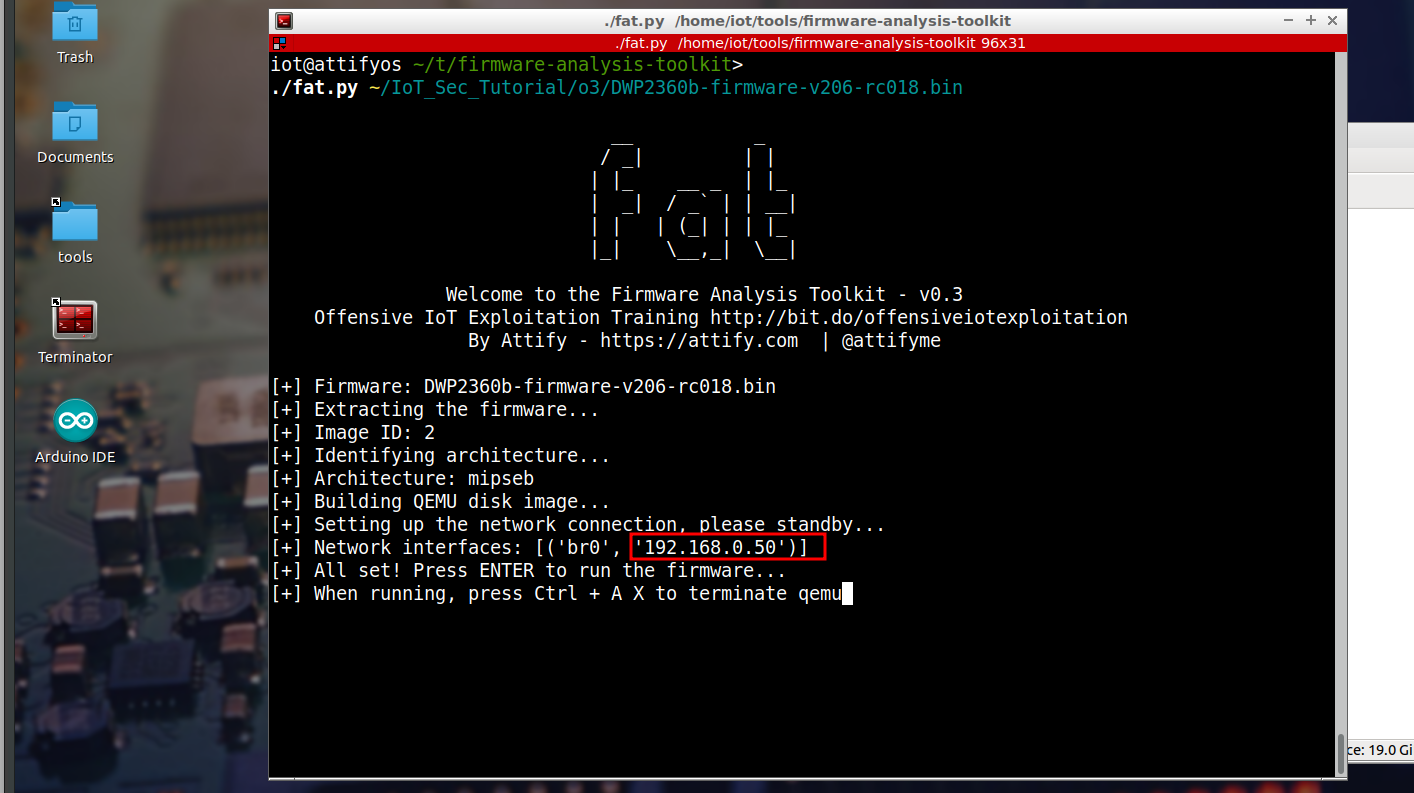 Trash
Documents
tools
Terminator
Arduino IDE
./fat.py  /home/iot/tools/firmware-analysis-toolkit
./fat.py  /home/iot/tools/firmware-analysis-toolkit 96x31
iot@attifyos ~/t/firmware-analysis-toolkit>
./fat.py ~/IoT_Sec_Tutorial/o3/DWP2360b-firmware-v206-rc018.bin
fat
Welcome to the Firmware Analysis Toolkit - v0.3
Offensive IoT Exploitation Training http://bit.do/offensiveiotexploitation
By Attify - https://attify.com  | @attifyme
[+] Firmware: DWP2360b-firmware-v206-rc018.bin
[+] Extracting the firmware...
[+] Image ID: 2
[+] Identifying architecture...
[+] Architecture: mipseb
[+] Building QEMU disk image...
[+] Setting up the network connection, please standby...
[+] Network interfaces: [('br0', '192.168.0.50')]
[+] All set! Press ENTER to run the firmware...
[+] When running, press Ctrl + A X to terminate qemu
ce: 19.0 Gi